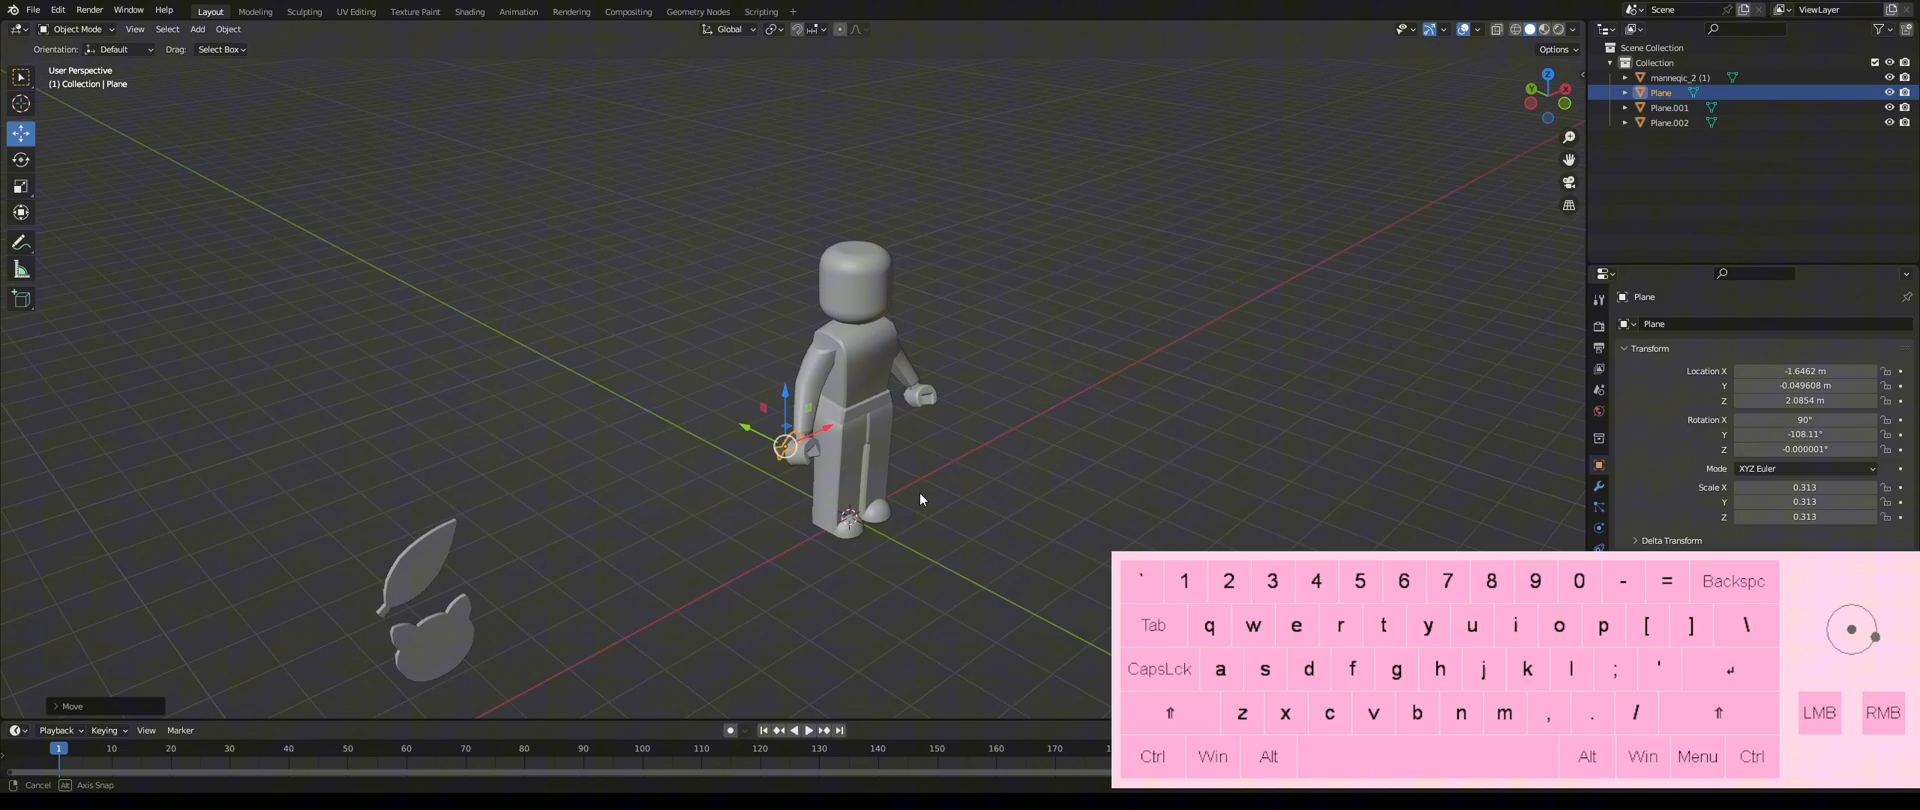 File Edit Render Window Help Layout Modeling Sculpting UV Editing Texture Paint Shading Animation Rendering Compositing Geometry Nodes Scripting + Scene ViewLayer
Object Mode View Select Add Object Global
Orientation: Default Drag: Select Box Options
User Perspective
(1) Collection | Plane
Z
Y
X
Scene Collection
Collection
manneqic_2 (1)
Plane
Plane.001
Plane.002
Plane
Plane
Transform
Location X -1.6462 m
Y -0.049608 m
Z 2.0854 m
Rotation X 90°
Y -108.11°
Z -0.000001°
Mode XYZ Euler
Scale X 0.313
Y 0.313
Z 0.313
Delta Transform
Move
Playback Keying View Marker
1 10 20 30 40 50 60 70 80 90 100 110 120 130 140 150 160 170
Cancel Alt Axis Snap
` 1 2 3 4 5 6 7 8 9 0 - = Backspc
Tab q w e r t y u i o p [ ] \
CapsLck a s d f g h j k l ; ' ↵
⇧ z x c v b n m , . / ⇧
Ctrl Win Alt Alt Win Menu Ctrl
LMB RMB